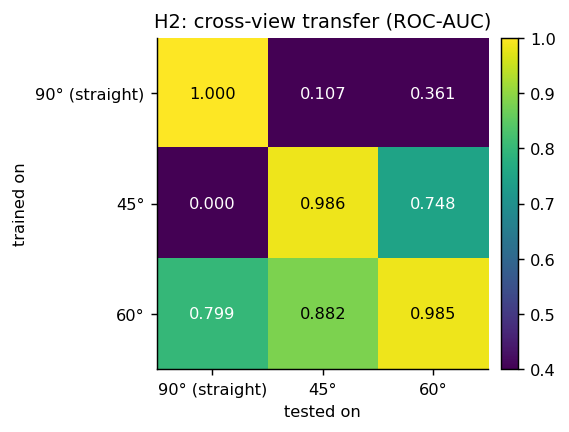 H2: cross-view transfer (ROC-AUC)
90° (straight) 1.000 0.107 0.361
45° 0.000 0.986 0.748
60° 0.799 0.882 0.985
90° (straight) 45° 60°
tested on
trained on
1.0
0.9
0.8
0.7
0.6
0.5
0.4